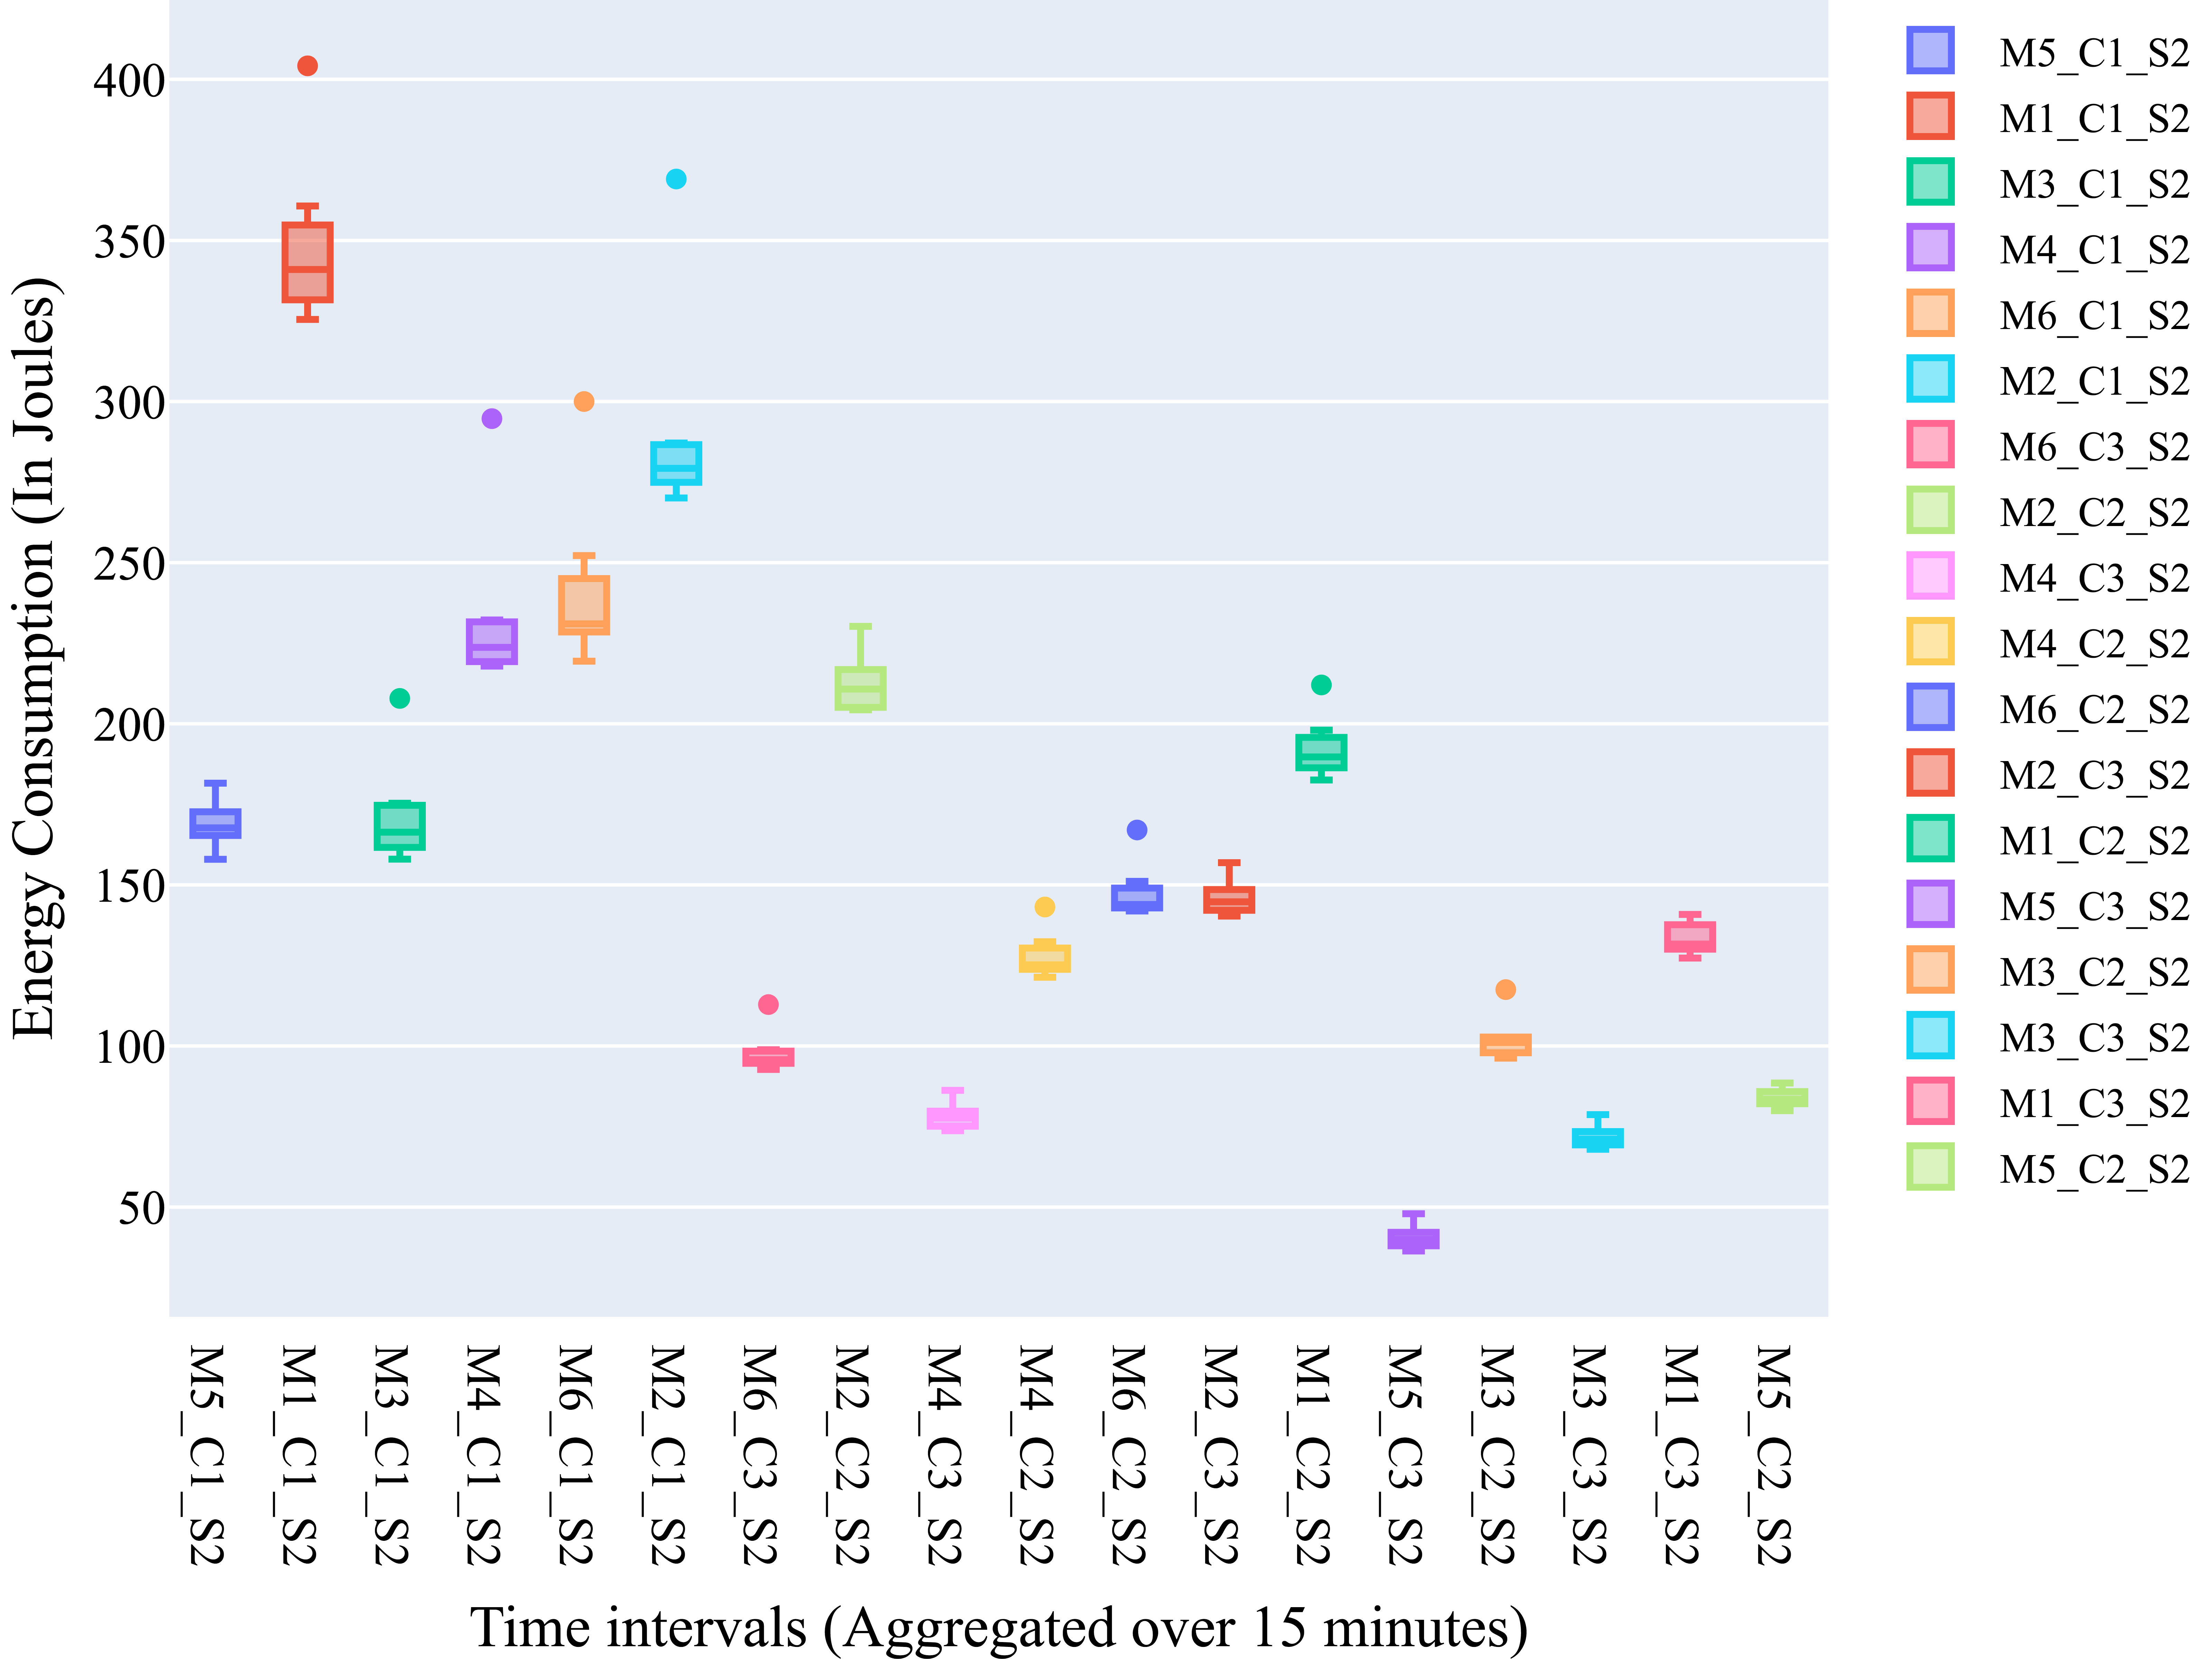 Energy Consumption (In Joules)
400
350
300
250
200
150
100
50
M5_C1_S2
M1_C1_S2
M3_C1_S2
M4_C1_S2
M6_C1_S2
M2_C1_S2
M6_C3_S2
M2_C2_S2
M4_C3_S2
M4_C2_S2
M6_C2_S2
M2_C3_S2
M1_C2_S2
M5_C3_S2
M3_C2_S2
M3_C3_S2
M1_C3_S2
M5_C2_S2
Time intervals (Aggregated over 15 minutes)
M5_C1_S2
M1_C1_S2
M3_C1_S2
M4_C1_S2
M6_C1_S2
M2_C1_S2
M6_C3_S2
M2_C2_S2
M4_C3_S2
M4_C2_S2
M6_C2_S2
M2_C3_S2
M1_C2_S2
M5_C3_S2
M3_C2_S2
M3_C3_S2
M1_C3_S2
M5_C2_S2